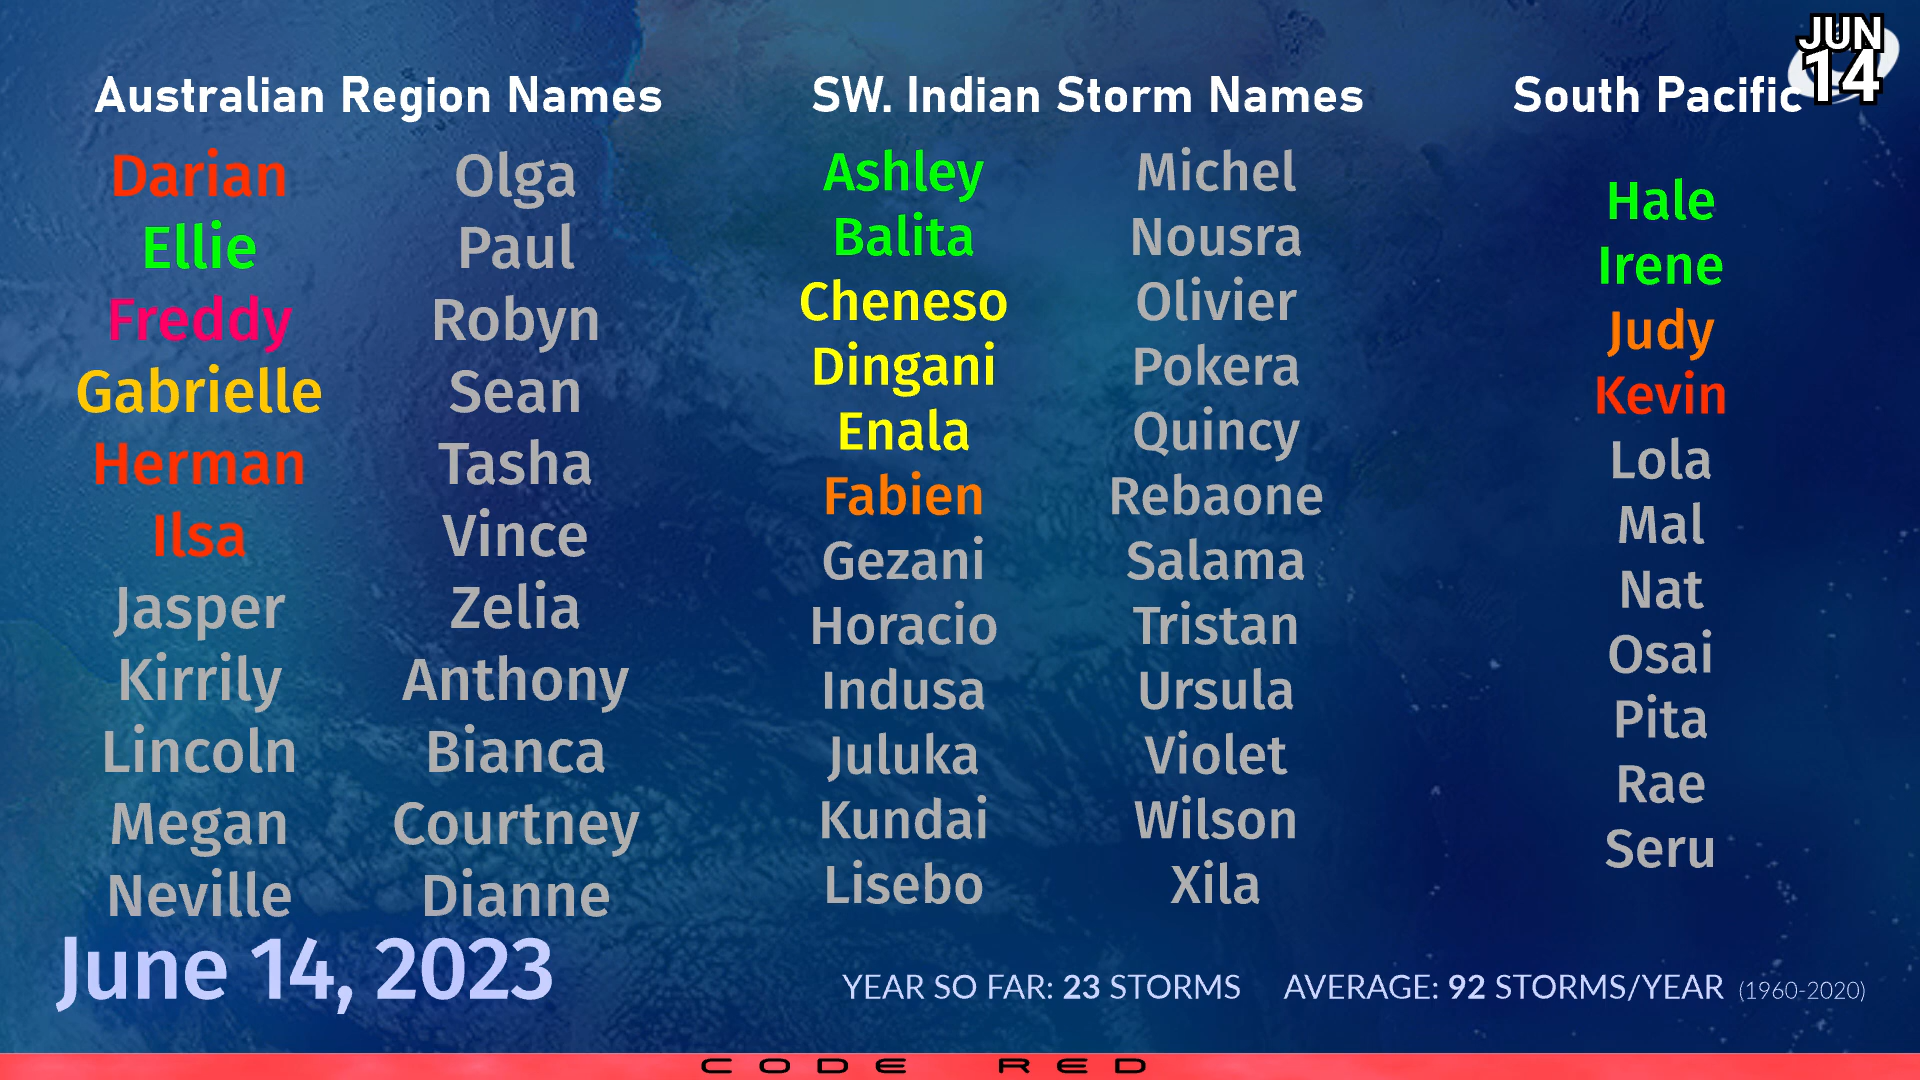 JUN
14
Australian Region Names
Darian
Ellie
Freddy
Gabrielle
Herman
Ilsa
Jasper
Kirrily
Lincoln
Megan
Neville
Olga
Paul
Robyn
Sean
Tasha
Vince
Zelia
Anthony
Bianca
Courtney
Dianne
SW. Indian Storm Names
Ashley
Balita
Cheneso
Dingani
Enala
Fabien
Gezani
Horacio
Indusa
Juluka
Kundai
Lisebo
Michel
Nousra
Olivier
Pokera
Quincy
Rebaone
Salama
Tristan
Ursula
Violet
Wilson
Xila
South Pacific
Hale
Irene
Judy
Kevin
Lola
Mal
Nat
Osai
Pita
Rae
Seru
June 14, 2023
YEAR SO FAR: 23 STORMS AVERAGE: 92 STORMS/YEAR (1960-2020)
CODE RED